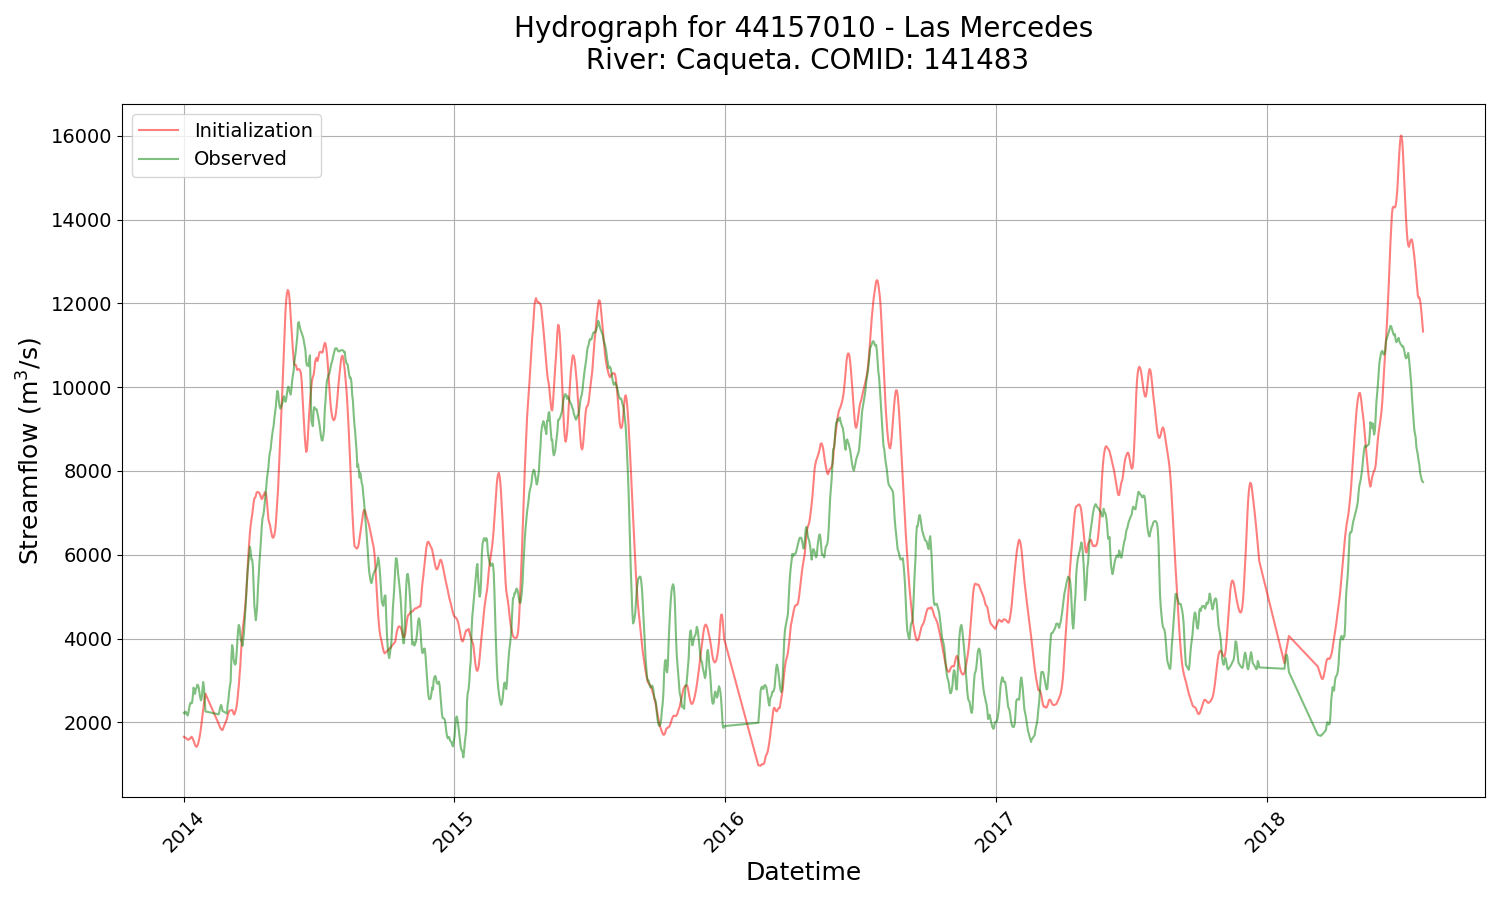 Hydrograph for 44157010 - Las Mercedes
River: Caqueta. COMID: 141483
Initialization
Observed
16000
14000
12000
10000
8000
6000
4000
2000
Streamflow (m³/s)
2014
2015
2016
2017
2018
Datetime